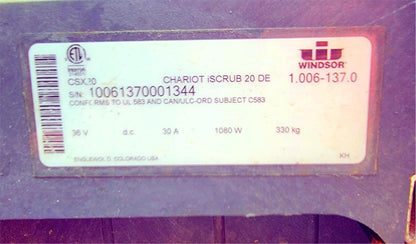 CSX20 CHARIOT iSCRUB 20 DE WINDSOR® 1.006-137.0
S/N: 10061370001344
CONFORMS TO UL 583 AND CAN/ULC-ORD SUBJECT C583
36 V d.c. 30 A 1080 W 330 kg
ENGLEWOOD, COLORADO USA KH